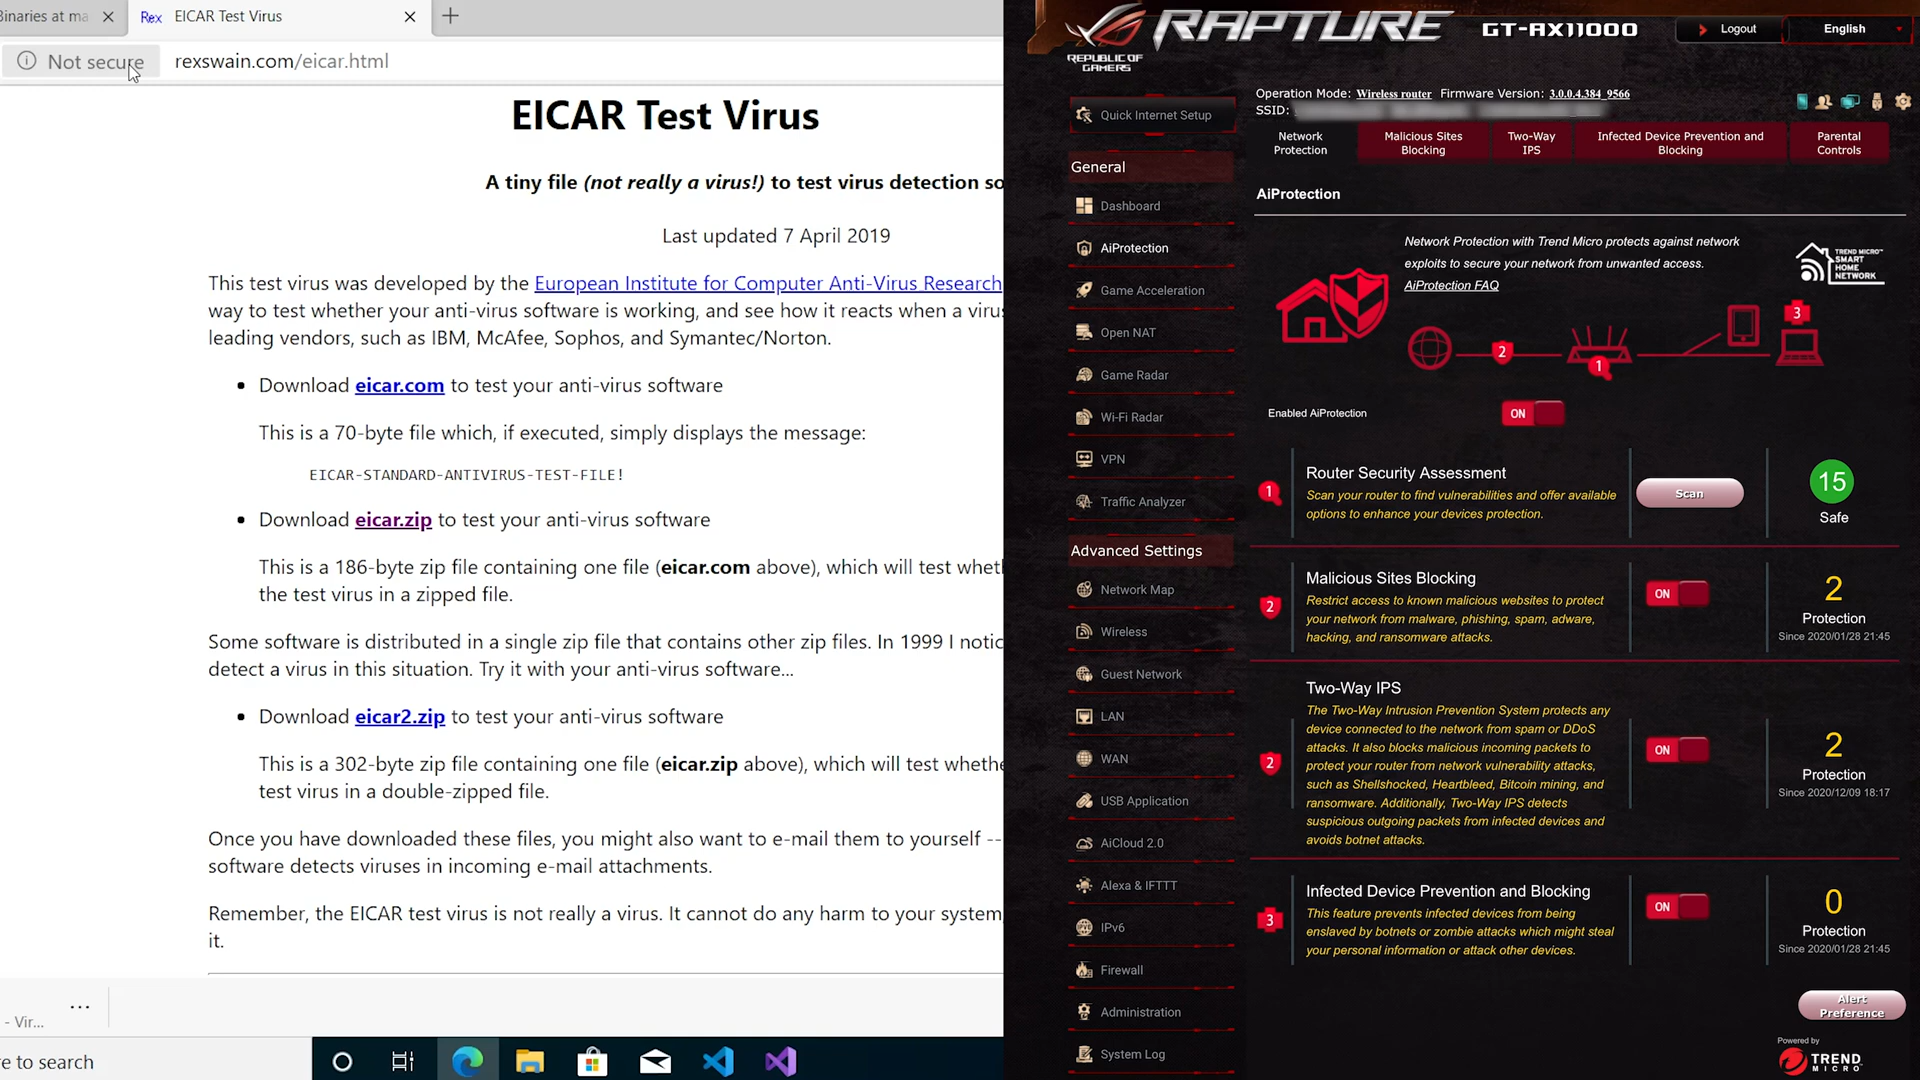 Binaries at ma
Rex EICAR Test Virus
Not secure rexswain.com/eicar.html
EICAR Test Virus
A tiny file (not really a virus!) to test virus detection so
Last updated 7 April 2019
This test virus was developed by the European Institute for Computer Anti-Virus Research
way to test whether your anti-virus software is working, and see how it reacts when a viru
leading vendors, such as IBM, McAfee, Sophos, and Symantec/Norton.
• Download eicar.com to test your anti-virus software
This is a 70-byte file which, if executed, simply displays the message:
EICAR-STANDARD-ANTIVIRUS-TEST-FILE!
• Download eicar.zip to test your anti-virus software
This is a 186-byte zip file containing one file (eicar.com above), which will test whet
the test virus in a zipped file.
Some software is distributed in a single zip file that contains other zip files. In 1999 I notic
detect a virus in this situation. Try it with your anti-virus software...
• Download eicar2.zip to test your anti-virus software
This is a 302-byte zip file containing one file (eicar.zip above), which will test whethe
test virus in a double-zipped file.
Once you have downloaded these files, you might also want to e-mail them to yourself --
software detects viruses in incoming e-mail attachments.
Remember, the EICAR test virus is not really a virus. It cannot do any harm to your system,
it.
- Vir...
...
re to search
REPUBLIC OF
GAMERS
RAPTURE GT-AX11000
Logout
English
Operation Mode: Wireless router Firmware Version: 3.0.0.4.384_9566
SSID:
Quick Internet Setup
General
Dashboard
AiProtection
Game Acceleration
Open NAT
Game Radar
Wi-Fi Radar
VPN
Traffic Analyzer
Advanced Settings
Network Map
Wireless
Guest Network
LAN
WAN
USB Application
AiCloud 2.0
Alexa & IFTTT
IPv6
Firewall
Administration
System Log
Network
Protection
Malicious Sites
Blocking
Two-Way
IPS
Infected Device Prevention and
Blocking
Parental
Controls
AiProtection
Network Protection with Trend Micro protects against network
exploits to secure your network from unwanted access.
AiProtection FAQ
TREND MICRO™
SMART
HOME
NETWORK
2
1
3
Enabled AiProtection ON
1
Router Security Assessment
Scan your router to find vulnerabilities and offer available
options to enhance your devices protection.
Scan
15
Safe
2
Malicious Sites Blocking
Restrict access to known malicious websites to protect
your network from malware, phishing, spam, adware,
hacking, and ransomware attacks.
ON
2
Protection
Since 2020/01/28 21:45
2
Two-Way IPS
The Two-Way Intrusion Prevention System protects any
device connected to the network from spam or DDoS
attacks. It also blocks malicious incoming packets to
protect your router from network vulnerability attacks,
such as Shellshocked, Heartbleed, Bitcoin mining, and
ransomware. Additionally, Two-Way IPS detects
suspicious outgoing packets from infected devices and
avoids botnet attacks.
ON
2
Protection
Since 2020/12/09 18:17
3
Infected Device Prevention and Blocking
This feature prevents infected devices from being
enslaved by botnets or zombie attacks which might steal
your personal information or attack other devices.
ON
0
Protection
Since 2020/01/28 21:45
Alert
Preference
Powered by
TREND
MICRO